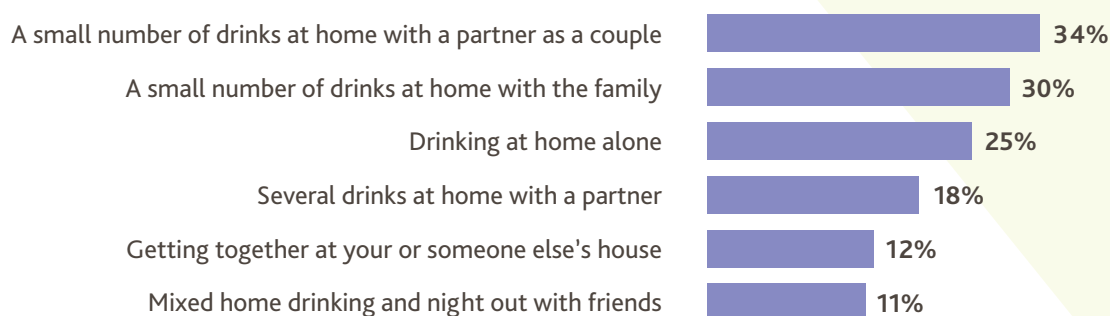 A small number of drinks at home with a partner as a couple 34%
A small number of drinks at home with the family 30%
Drinking at home alone 25%
Several drinks at home with a partner 18%
Getting together at your or someone else’s house 12%
Mixed home drinking and night out with friends 11%